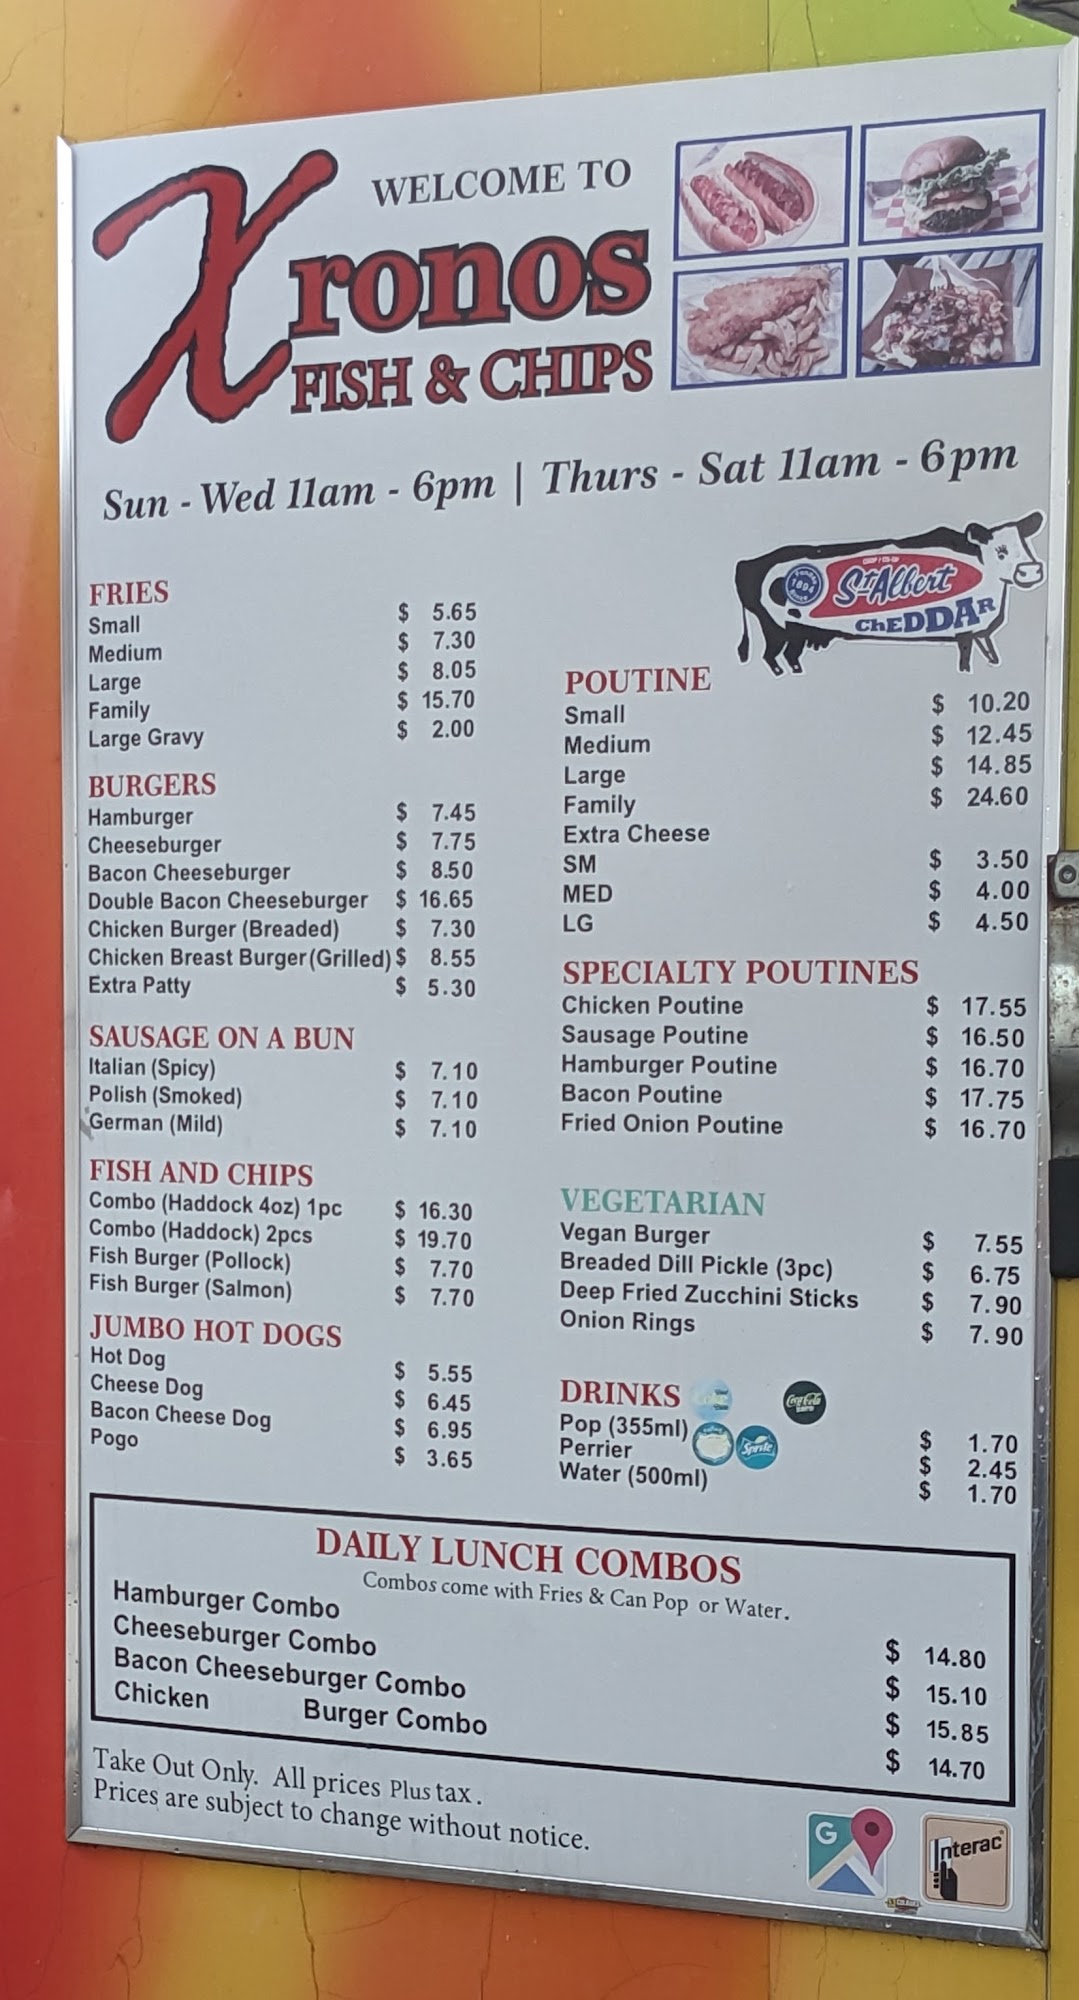 WELCOME TO
Xronos
FISH & CHIPS
Sun - Wed 11am - 6pm | Thurs - Sat 11am - 6pm
FRIES
Small $ 5.65
Medium $ 7.30
Large $ 8.05
Family $ 15.70
Large Gravy $ 2.00
BURGERS
Hamburger $ 7.45
Cheeseburger $ 7.75
Bacon Cheeseburger $ 8.50
Double Bacon Cheeseburger $ 16.65
Chicken Burger (Breaded) $ 7.30
Chicken Breast Burger (Grilled) $ 8.55
Extra Patty $ 5.30
SAUSAGE ON A BUN
Italian (Spicy) $ 7.10
Polish (Smoked) $ 7.10
German (Mild) $ 7.10
FISH AND CHIPS
Combo (Haddock 4oz) 1pc $ 16.30
Combo (Haddock) 2pcs $ 19.70
Fish Burger (Pollock) $ 7.70
Fish Burger (Salmon) $ 7.70
JUMBO HOT DOGS
Hot Dog $ 5.55
Cheese Dog $ 6.45
Bacon Cheese Dog $ 6.95
Pogo $ 3.65
1894
St-Albert
CHEDDAR
POUTINE
Small $ 10.20
Medium $ 12.45
Large $ 14.85
Family $ 24.60
Extra Cheese
SM $ 3.50
MED $ 4.00
LG $ 4.50
SPECIALTY POUTINES
Chicken Poutine $ 17.55
Sausage Poutine $ 16.50
Hamburger Poutine $ 16.70
Bacon Poutine $ 17.75
Fried Onion Poutine $ 16.70
VEGETARIAN
Vegan Burger $ 7.55
Breaded Dill Pickle (3pc) $ 6.75
Deep Fried Zucchini Sticks $ 7.90
Onion Rings $ 7.90
DRINKS
Coca-Cola
Pop (355ml) $ 1.70
Sprite
Perrier $ 2.45
Water (500ml) $ 1.70
DAILY LUNCH COMBOS
Combos come with Fries & Can Pop or Water.
Hamburger Combo $ 14.80
Cheeseburger Combo $ 15.10
Bacon Cheeseburger Combo $ 15.85
Chicken Burger Combo $ 14.70
Take Out Only. All prices Plus tax.
Prices are subject to change without notice.
G
Interac